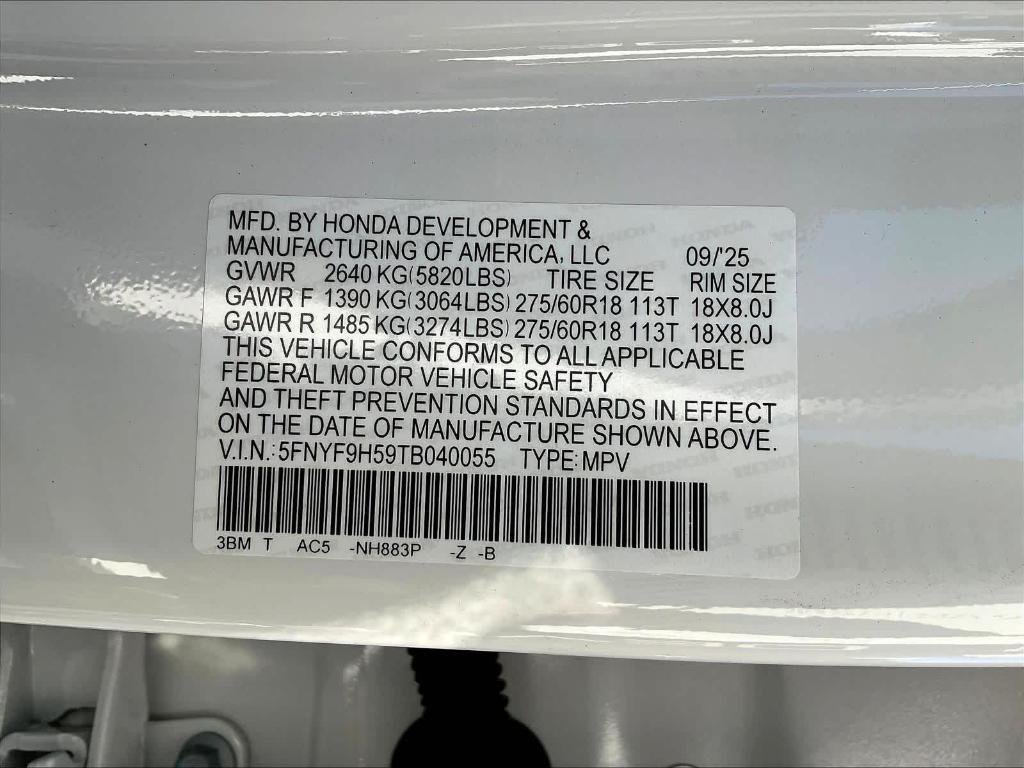 MFD. BY HONDA DEVELOPMENT &
MANUFACTURING OF AMERICA, LLC 09/'25
GVWR 2640 KG(5820LBS) TIRE SIZE RIM SIZE
GAWR F 1390 KG(3064LBS) 275/60R18 113T 18X8.0J
GAWR R 1485 KG(3274LBS) 275/60R18 113T 18X8.0J
THIS VEHICLE CONFORMS TO ALL APPLICABLE
FEDERAL MOTOR VEHICLE SAFETY
AND THEFT PREVENTION STANDARDS IN EFFECT
ON THE DATE OF MANUFACTURE SHOWN ABOVE.
V.I.N.: 5FNYF9H59TB040055 TYPE: MPV
3BM T AC5 -NH883P -Z -B